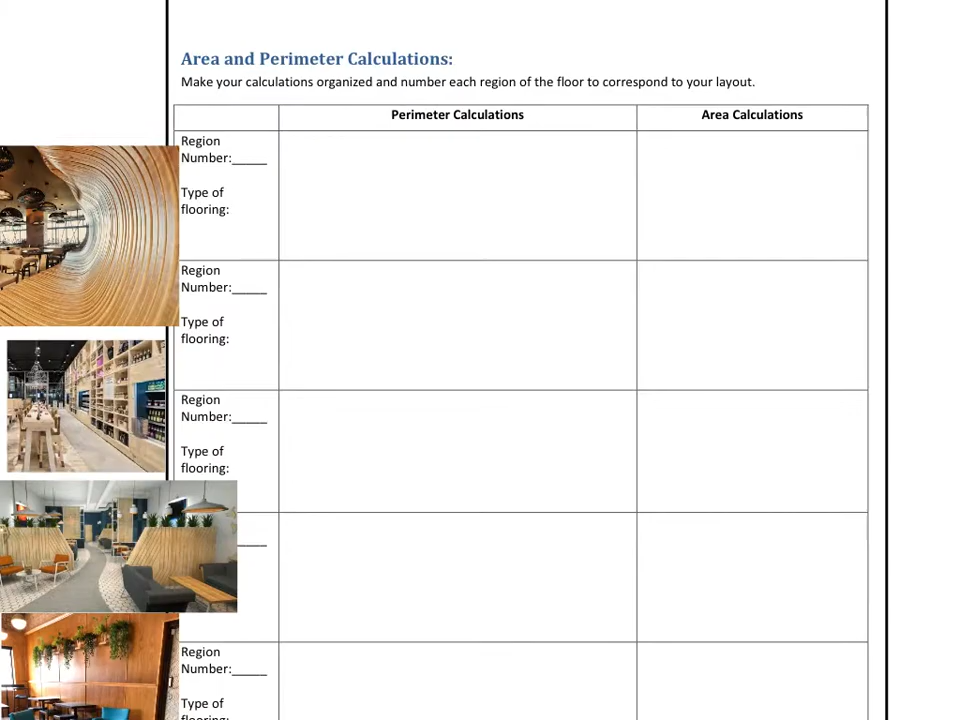 Area and Perimeter Calculations:
Make your calculations organized and number each region of the floor to correspond to your layout.
Perimeter Calculations
Area Calculations
Region
Number:_____
Type of
flooring:
Region
Number:_____
Type of
flooring:
Region
Number:_____
Type of
flooring:
Region
Number:_____
Type of
flooring: